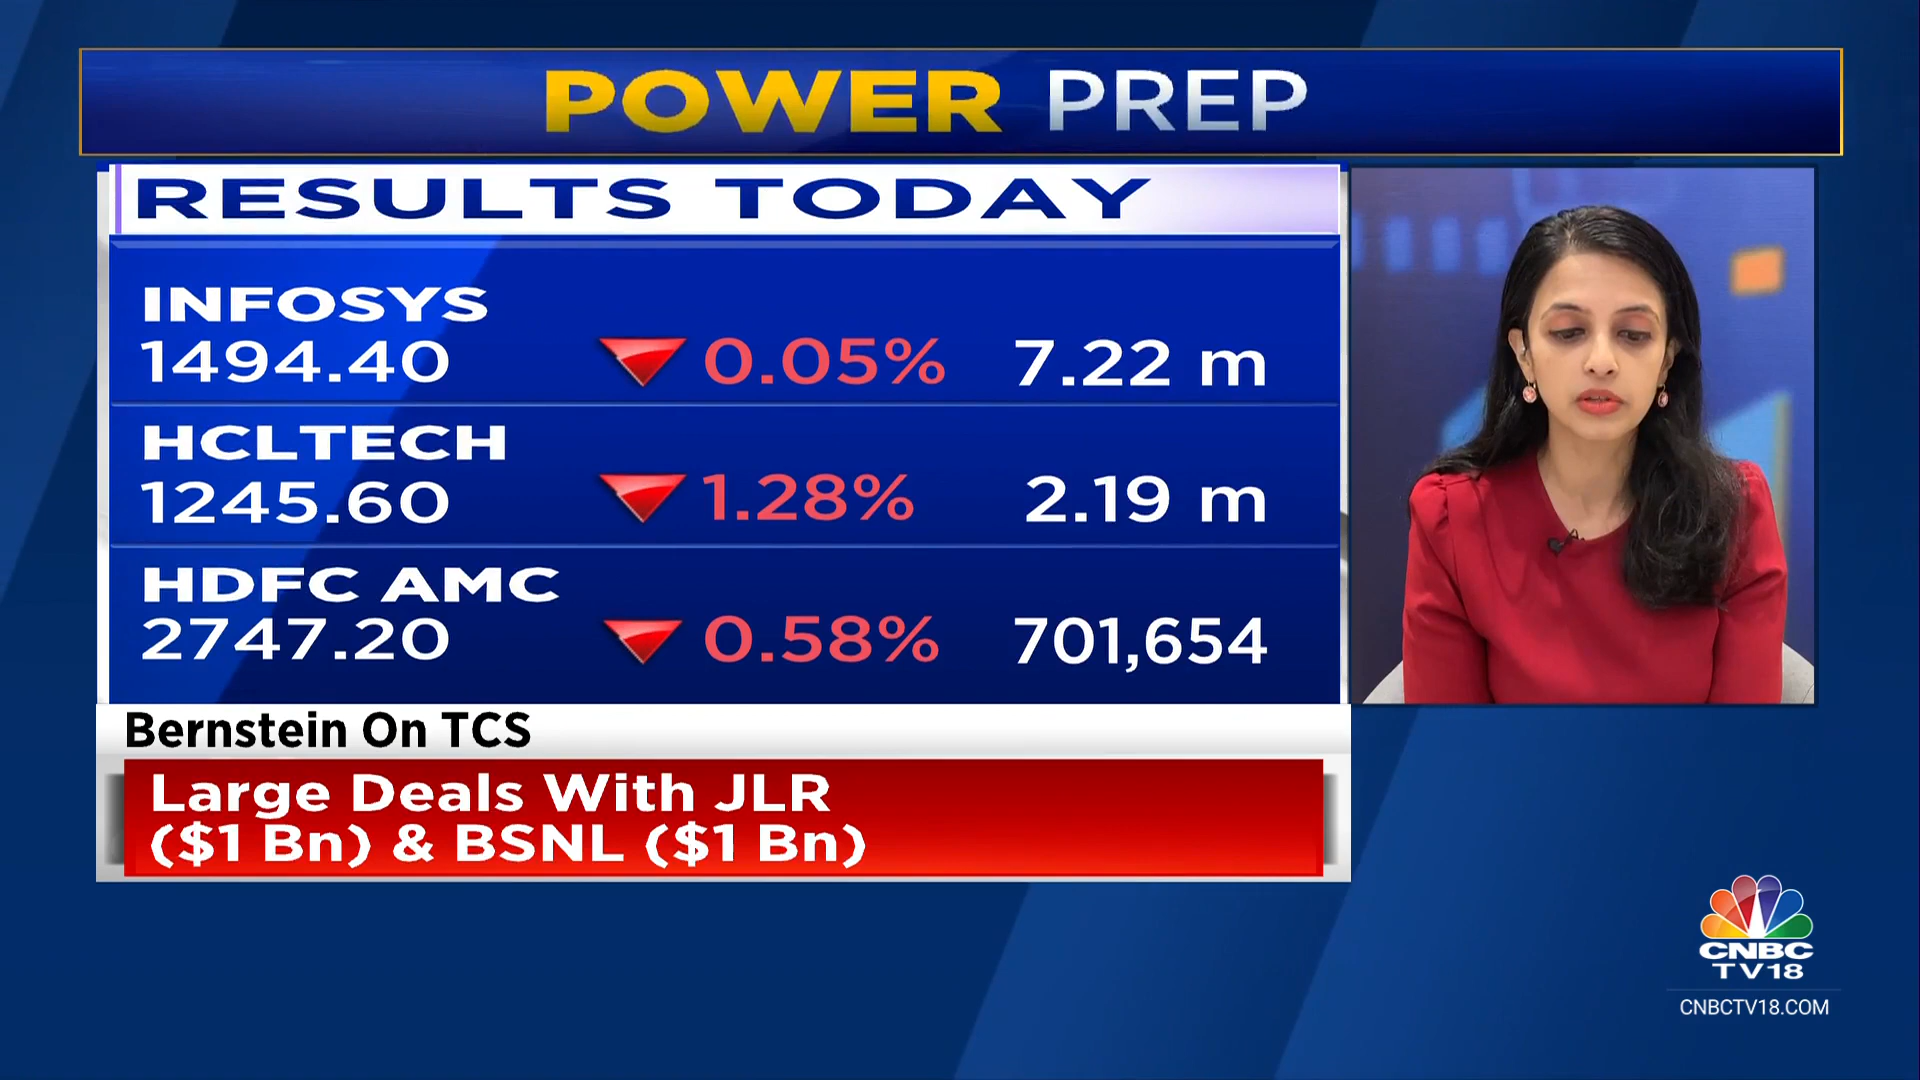 POWER PREP
RESULTS TODAY
INFOSYS
1494.40 0.05% 7.22 m
HCLTECH
1245.60 1.28% 2.19 m
HDFC AMC
2747.20 0.58% 701,654
Bernstein On TCS
Large Deals With JLR
($1 Bn) & BSNL ($1 Bn)
CNBC
TV18
CNBCTV18.COM